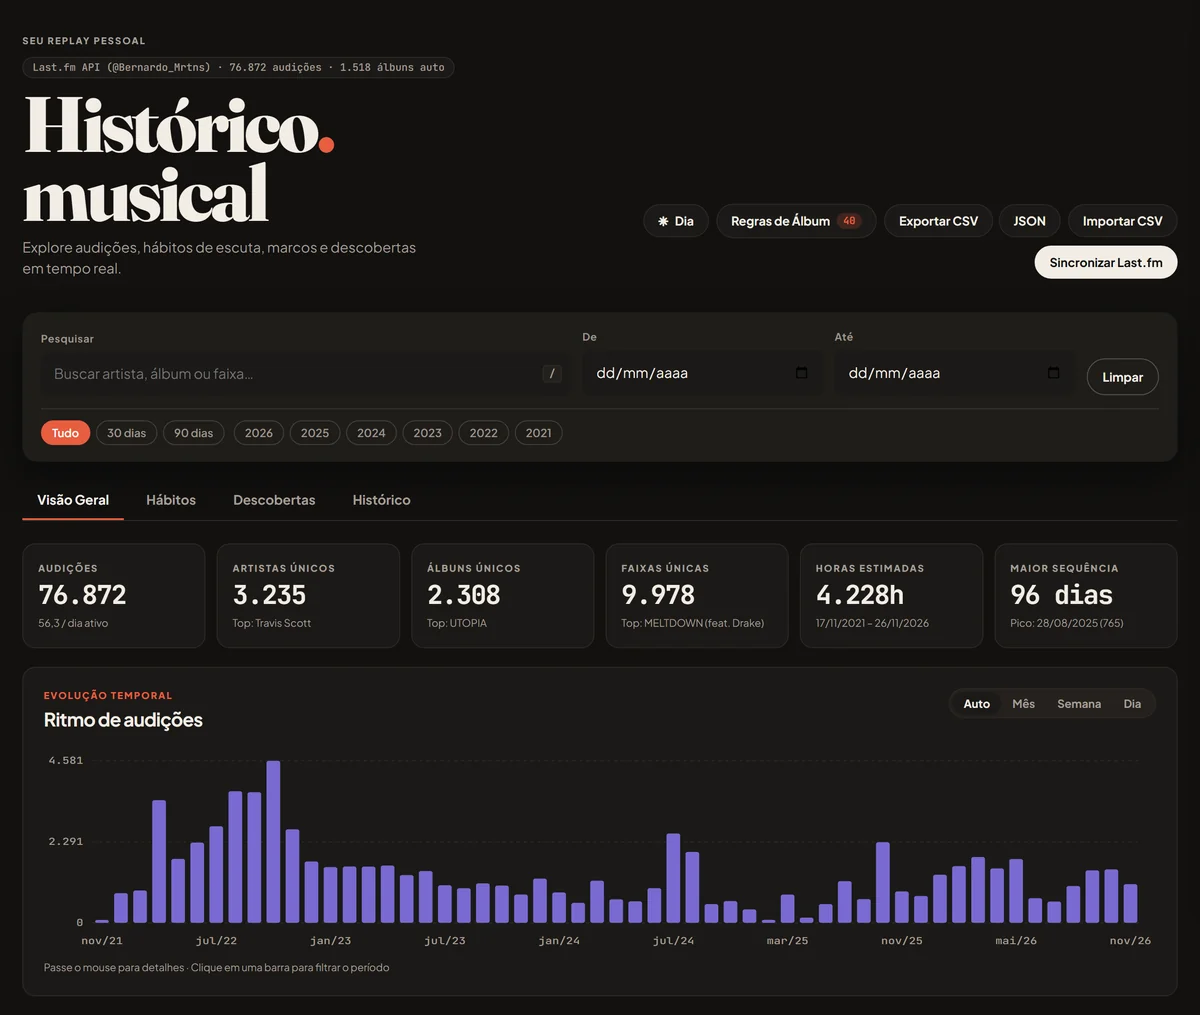 SEU REPLAY PESSOAL
Last.fm API (@Bernardo_Mrtns) · 76.872 audições · 1.518 álbuns auto
Histórico.
musical
Explore audições, hábitos de escuta, marcos e descobertas
em tempo real.
Dia
Regras de Álbum 40
Exportar CSV
JSON
Importar CSV
Sincronizar Last.fm
Pesquisar
Buscar artista, álbum ou faixa...
/
De
dd/mm/aaaa
Até
dd/mm/aaaa
Limpar
Tudo
30 dias
90 dias
2026
2025
2024
2023
2022
2021
Visão Geral
Hábitos
Descobertas
Histórico
AUDIÇÕES
76.872
56,3 / dia ativo
ARTISTAS ÚNICOS
3.235
Top: Travis Scott
ÁLBUNS ÚNICOS
2.308
Top: UTOPIA
FAIXAS ÚNICAS
9.978
Top: MELTDOWN (feat. Drake)
HORAS ESTIMADAS
4.228h
17/11/2021 – 26/11/2026
MAIOR SEQUÊNCIA
96 dias
Pico: 28/08/2025 (765)
EVOLUÇÃO TEMPORAL
Ritmo de audições
Auto
Mês
Semana
Dia
4.581
2.291
0
nov/21
jul/22
jan/23
jul/23
jan/24
jul/24
mar/25
nov/25
mai/26
nov/26
Passe o mouse para detalhes · Clique em uma barra para filtrar o período